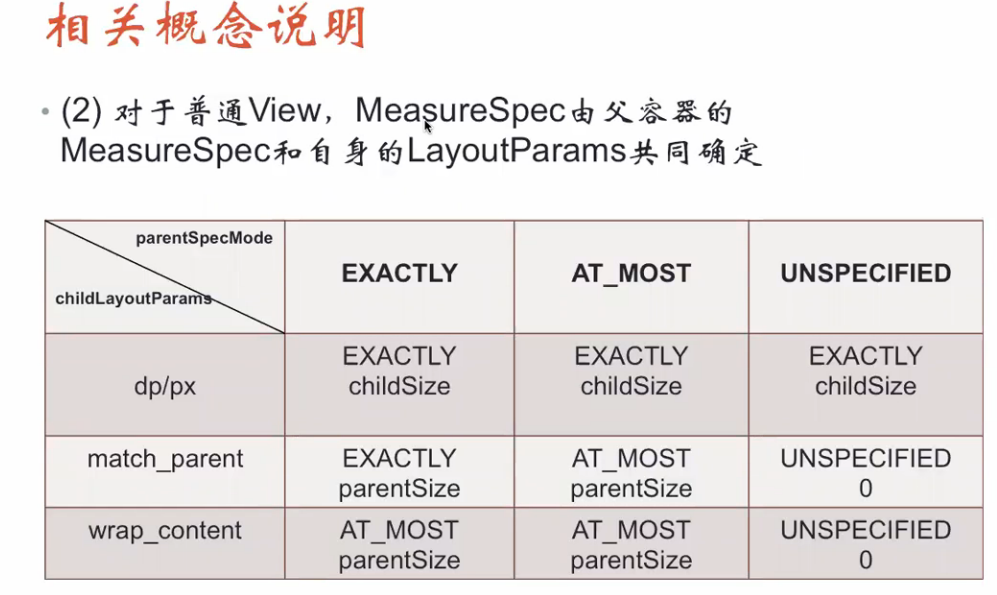 相关概念说明
(2) 对于普通View，MeasureSpec由父容器的
MeasureSpec和自身的LayoutParams共同确定
parentSpecMode
childLayoutParams
EXACTLY
AT_MOST
UNSPECIFIED
dp/px
EXACTLY
childSize
EXACTLY
childSize
EXACTLY
childSize
match_parent
EXACTLY
parentSize
AT_MOST
parentSize
UNSPECIFIED
0
wrap_content
AT_MOST
parentSize
AT_MOST
parentSize
UNSPECIFIED
0